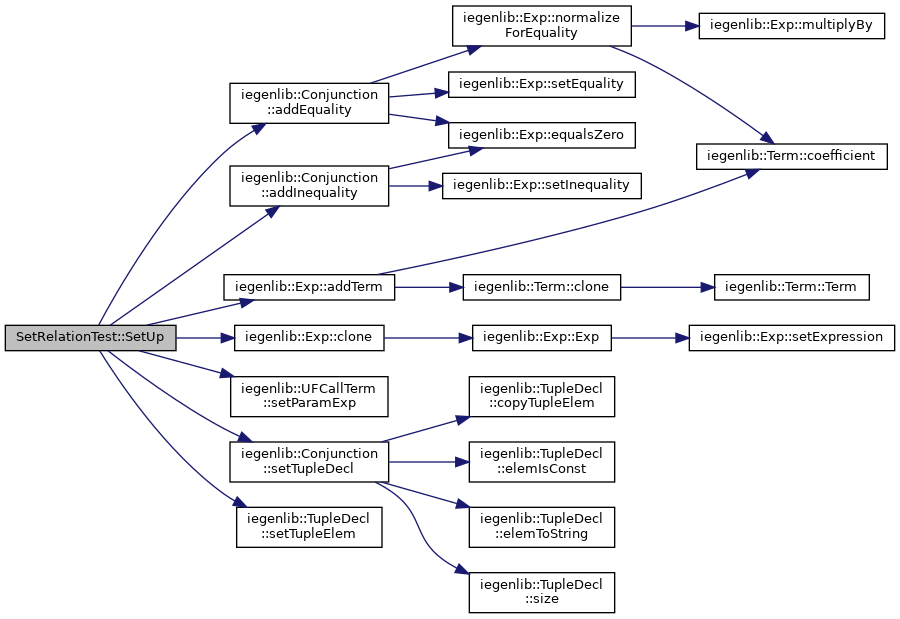 SetRelationTest::SetUp
iegenlib::Conjunction
::addEquality
iegenlib::Exp::normalize
ForEquality
iegenlib::Exp::multiplyBy
iegenlib::Term::coefficient
iegenlib::Exp::setEquality
iegenlib::Exp::equalsZero
iegenlib::Conjunction
::addInequality
iegenlib::Exp::setInequality
iegenlib::Exp::addTerm
iegenlib::Term::clone
iegenlib::Term::Term
iegenlib::Exp::clone
iegenlib::Exp::Exp
iegenlib::Exp::setExpression
iegenlib::UFCallTerm
::setParamExp
iegenlib::Conjunction
::setTupleDecl
iegenlib::TupleDecl
::copyTupleElem
iegenlib::TupleDecl
::elemIsConst
iegenlib::TupleDecl
::elemToString
iegenlib::TupleDecl
::size
iegenlib::TupleDecl
::setTupleElem